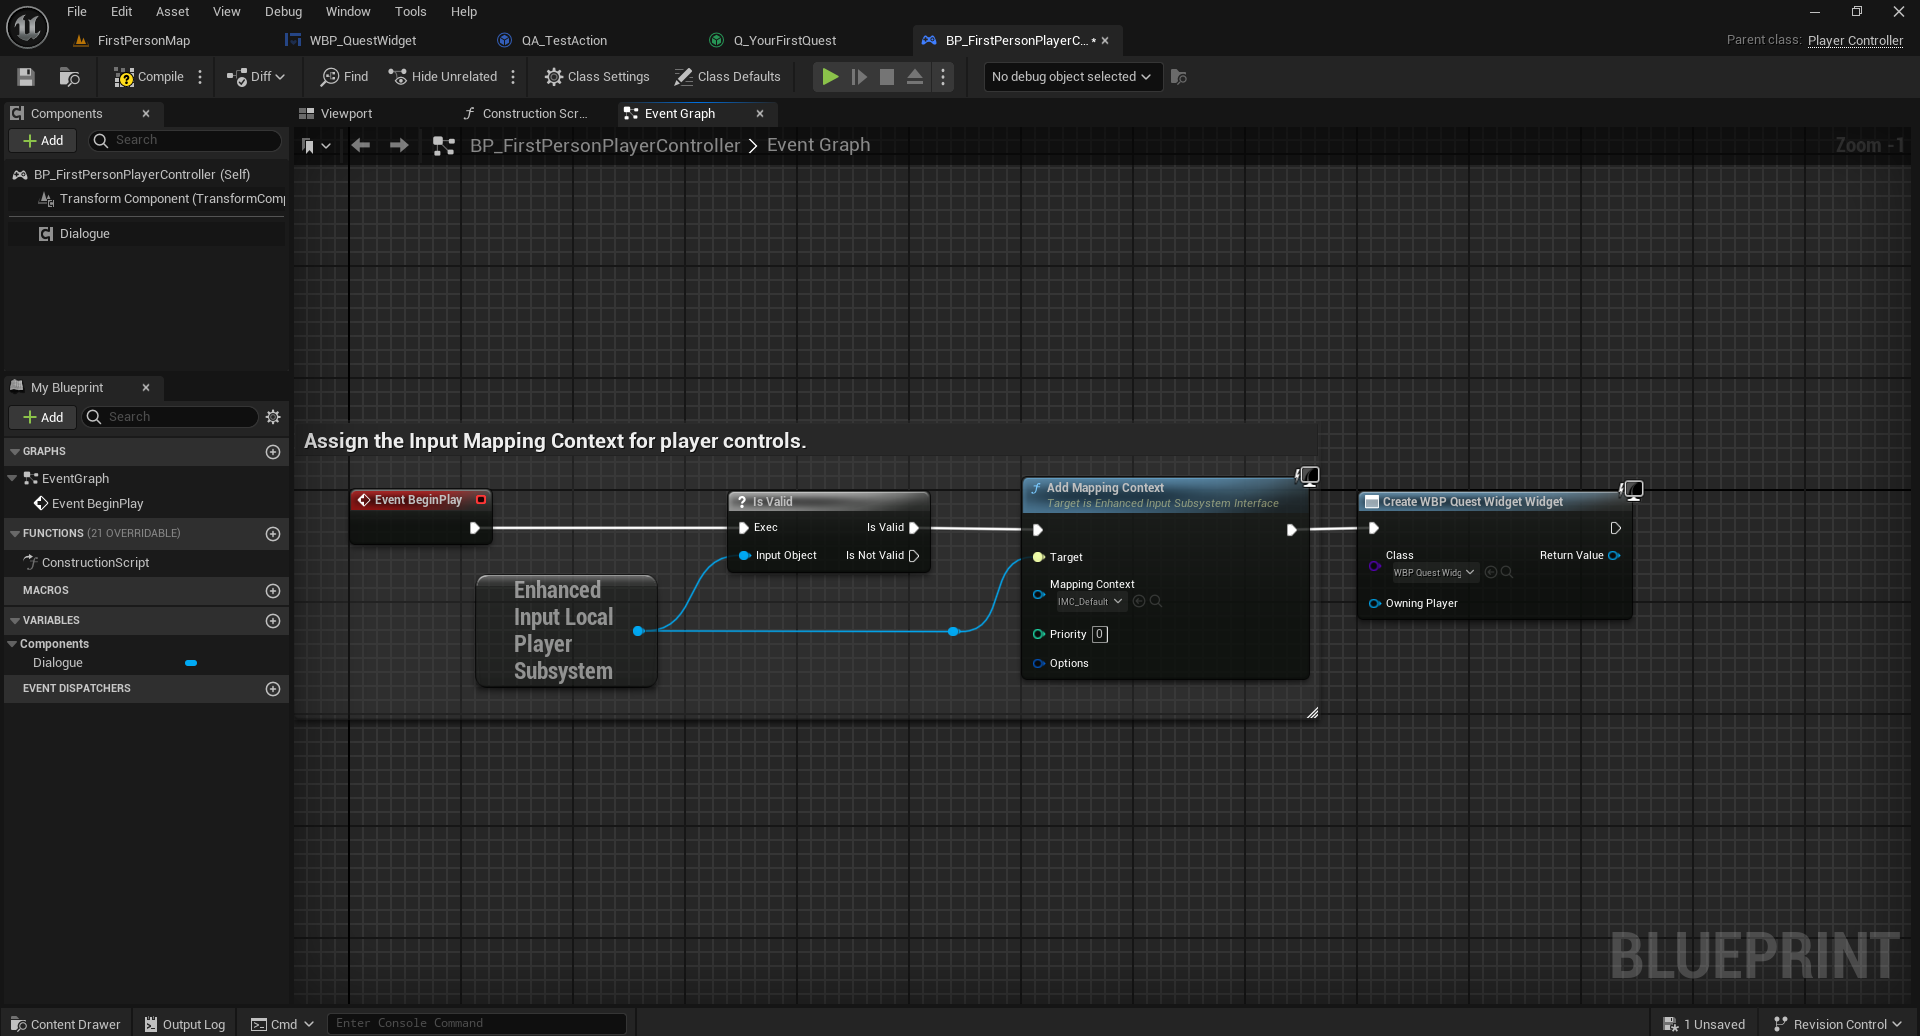 File Edit Asset View Debug Window Tools Help
FirstPersonMap WBP_QuestWidget QA_TestAction Q_YourFirstQuest BP_FirstPersonPlayerC...* Parent class: Player Controller
Compile Diff Find Hide Unrelated Class Settings Class Defaults No debug object selected
Components Viewport Construction Scr... Event Graph
Add Search
BP_FirstPersonPlayerController > Event Graph Zoom -1
BP_FirstPersonPlayerController (Self)
Transform Component (TransformComp
Dialogue
My Blueprint
Add Search
GRAPHS
EventGraph
Event BeginPlay
FUNCTIONS (21 OVERRIDABLE)
ConstructionScript
MACROS
VARIABLES
Components
Dialogue
EVENT DISPATCHERS
Assign the Input Mapping Context for player controls.
Event BeginPlay
Enhanced
Input Local
Player
Subsystem
? Is Valid
Exec Is Valid
Input Object Is Not Valid
f Add Mapping Context
Target is Enhanced Input Subsystem Interface
Target
Mapping Context
IMC_Default
Priority 0
Options
Create WBP Quest Widget Widget
Class Return Value
WBP Quest Widg
Owning Player
BLUEPRINT
Content Drawer Output Log Cmd Enter Console Command 1 Unsaved Revision Control